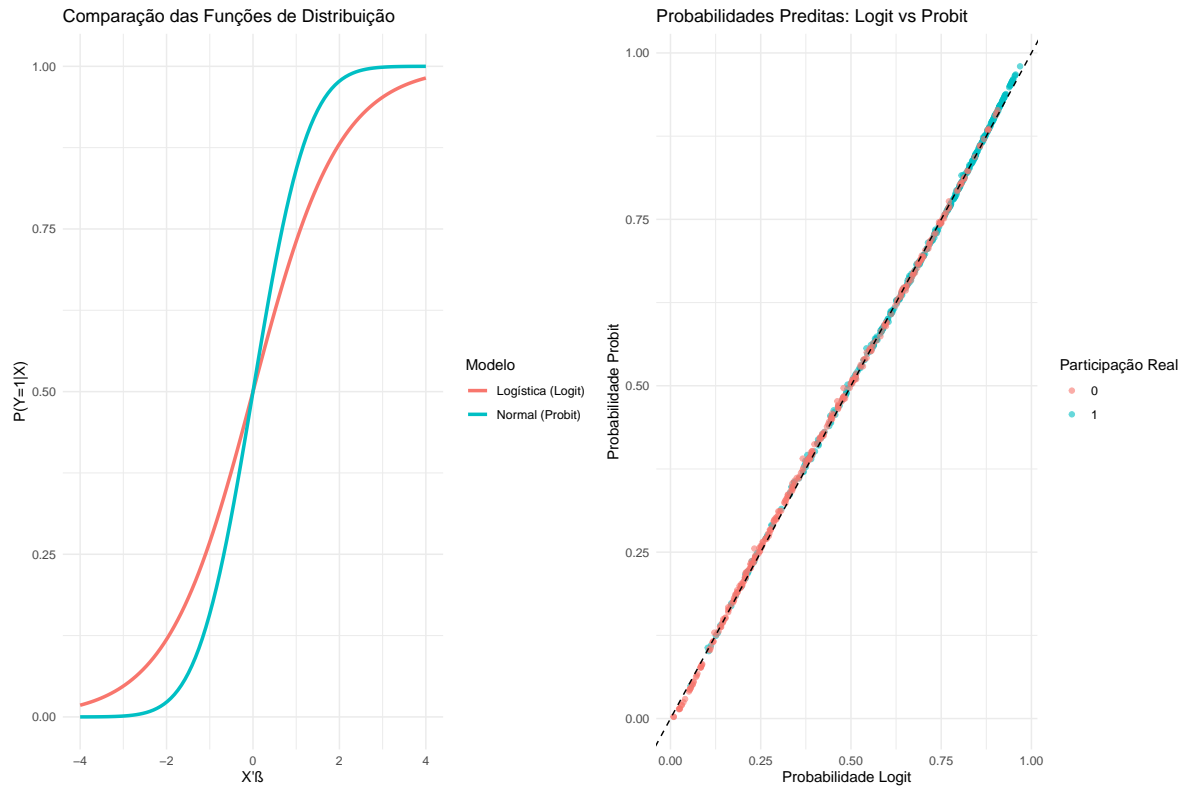 Comparação das Funções de Distribuição
1.00
0.75
0.50
0.25
0.00
P(Y=1|X)
−4
−2
0
2
4
X'ß
Modelo
Logística (Logit)
Normal (Probit)
Probabilidades Preditas: Logit vs Probit
1.00
0.75
0.50
0.25
0.00
Probabilidade Probit
0.00
0.25
0.50
0.75
1.00
Probabilidade Logit
Participação Real
0
1